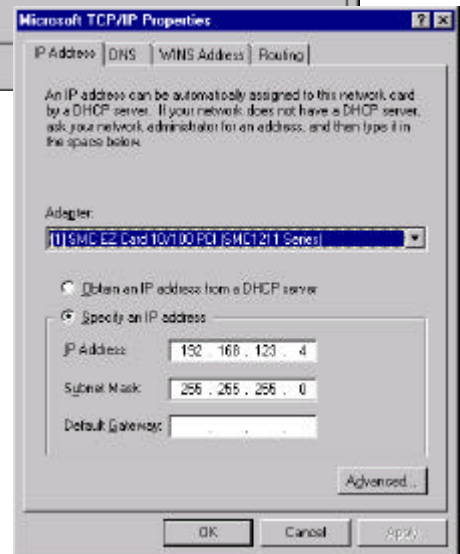 Microsoft TCP/IP Properties
IP Address DNS WINS Address Routing
An IP address can be automatically assigned to this network card
by a DHCP server. If your network does not have a DHCP server,
ask your network administrator for an address, and then type it in
the space below.
Adapter:
[1] SMC EZ Card 10/100 PCI (SMC1211 Series)
Obtain an IP address from a DHCP server
Specify an IP address
IP Address: 192 . 168 . 123 . 4
Subnet Mask: 255 . 255 . 255 . 0
Default Gateway: . . .
Advanced...
OK Cancel Apply